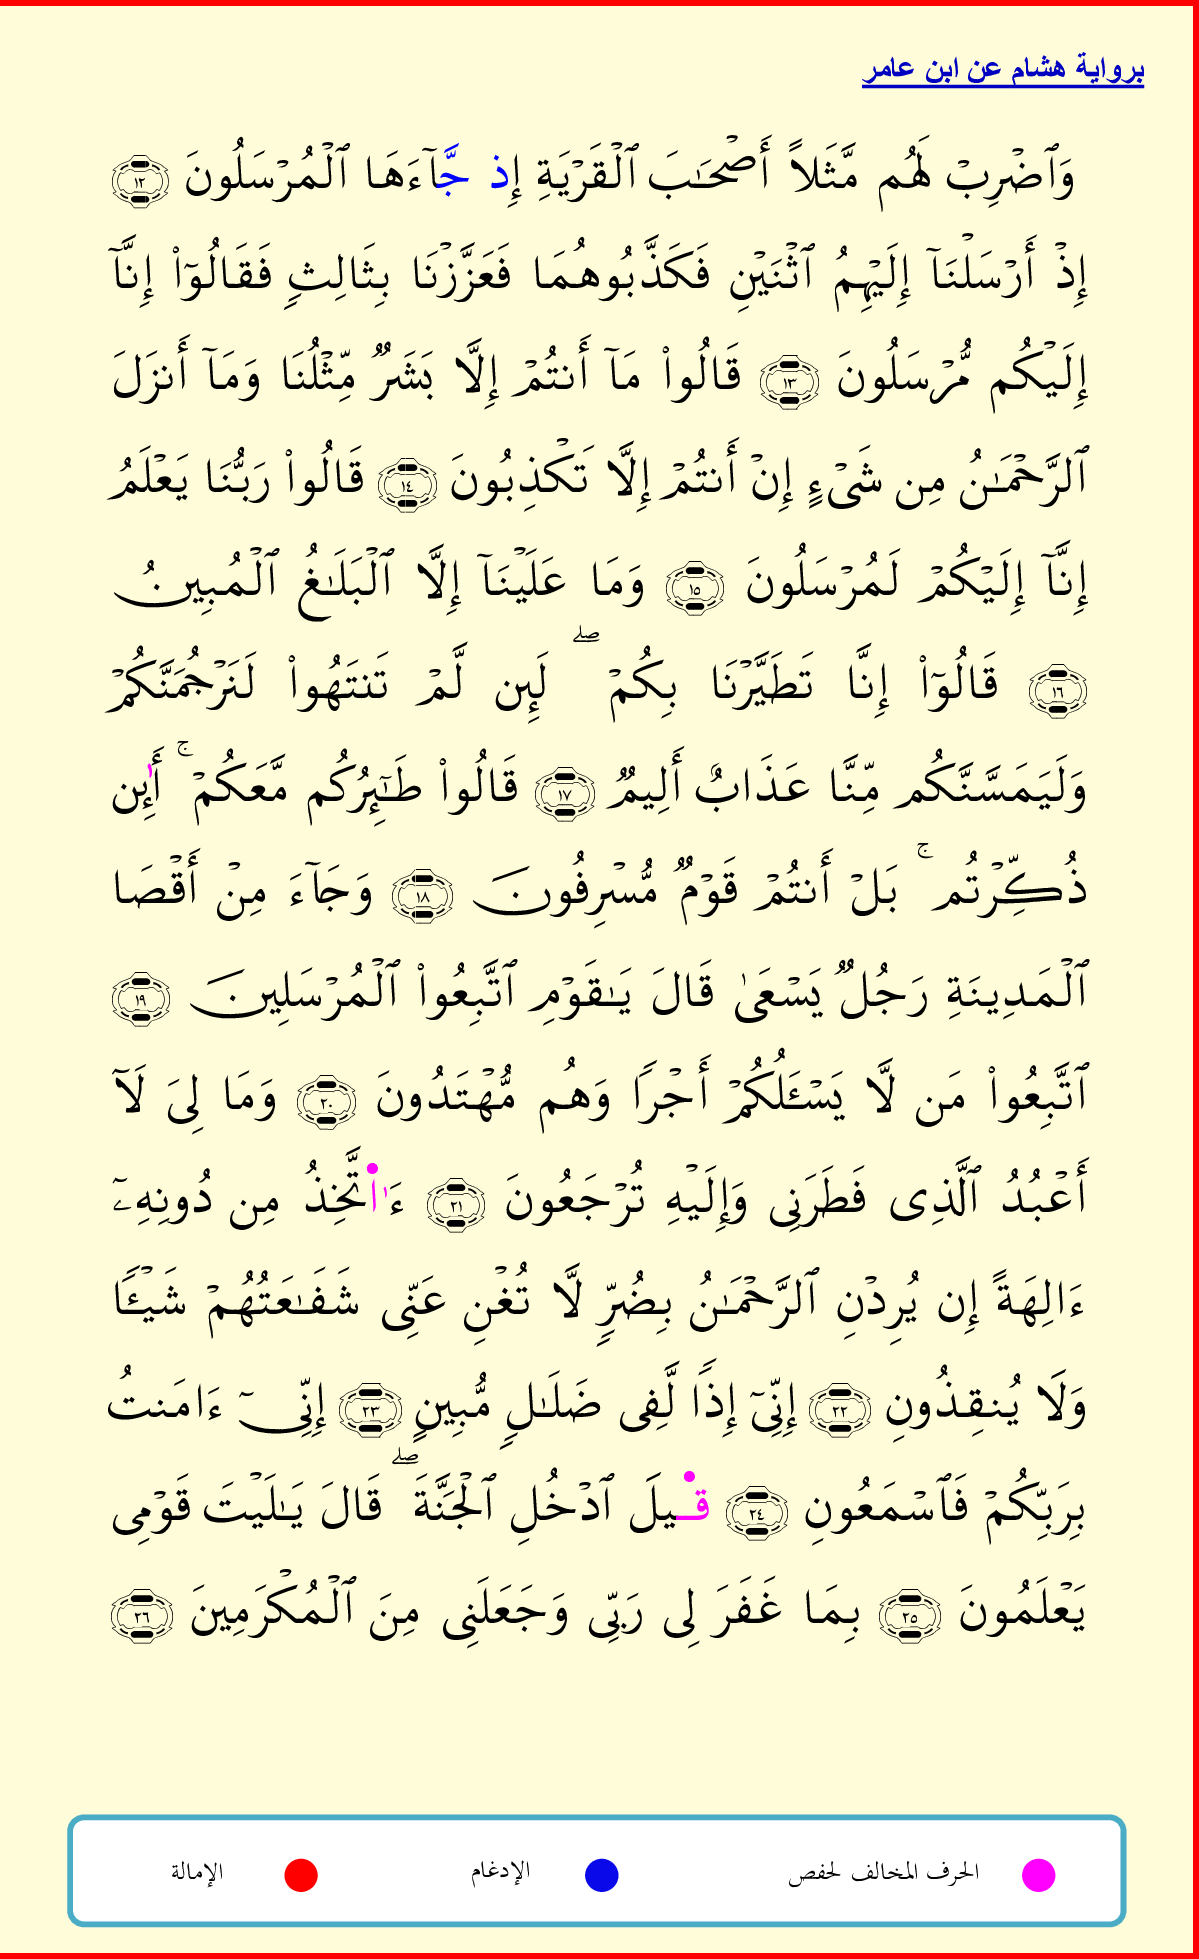 برواية هشام عن ابن عامر
وَٱضۡرِبۡ لَهُم مَّثَلاً أَصۡحَٰبَ ٱلۡقَرۡيَةِ إِذ جَّآءَهَا ٱلۡمُرۡسَلُونَ ١٢
إِذۡ أَرۡسَلۡنَآ إِلَيۡهِمُ ٱثۡنَيۡنِ فَكَذَّبُوهُمَا فَعَزَّزۡنَا بِثَالِثٍ فَقَالُوٓاْ إِنَّآ
إِلَيۡكُم مُّرۡسَلُونَ ١٣ قَالُواْ مَآ أَنتُمۡ إِلَّا بَشَرٌ مِّثۡلُنَا وَمَآ أَنزَلَ
ٱلرَّحۡمَٰنُ مِن شَىۡءٍ إِنۡ أَنتُمۡ إِلَّا تَكۡذِبُونَ ١٤ قَالُواْ رَبُّنَا يَعۡلَمُ
إِنَّآ إِلَيۡكُمۡ لَمُرۡسَلُونَ ١٥ وَمَا عَلَيۡنَآ إِلَّا ٱلۡبَلَٰغُ ٱلۡمُبِينُ
١٦ قَالُوٓاْ إِنَّا تَطَيَّرۡنَا بِكُمۡۖ لَئِن لَّمۡ تَنتَهُواْ لَنَرۡجُمَنَّكُمۡ
وَلَيَمَسَّنَّكُم مِّنَّا عَذَابٌ أَلِيمٌ ١٧ قَالُواْ طَٰٓئِرُكُم مَّعَكُمۡۚ أَٰئِن
ذُكِّرۡتُمۚ بَلۡ أَنتُمۡ قَوۡمٌ مُّسۡرِفُونَ ١٨ وَجَآءَ مِنۡ أَقۡصَا
ٱلۡمَدِينَةِ رَجُلٌ يَسۡعَىٰ قَالَ يَٰقَوۡمِ ٱتَّبِعُواْ ٱلۡمُرۡسَلِينَ ١٩
ٱتَّبِعُواْ مَن لَّا يَسۡـَٔلُكُمۡ أَجۡرًا وَهُم مُّهۡتَدُونَ ٢٠ وَمَا لِىَ لَآ
أَعۡبُدُ ٱلَّذِى فَطَرَنِى وَإِلَيۡهِ تُرۡجَعُونَ ٢١ ءَٰا۬تَّخِذُ مِن دُونِهِۦٓ
ءَالِهَةً إِن يُرِدۡنِ ٱلرَّحۡمَٰنُ بِضُرٍّ لَّا تُغۡنِ عَنِّى شَفَٰعَتُهُمۡ شَيۡـًٔا
وَلَا يُنقِذُونِ ٢٢ إِنِّىٓ إِذًا لَّفِى ضَلَٰلٍ مُّبِينٍ ٢٣ إِنِّىٓ ءَامَنتُ
بِرَبِّكُمۡ فَٱسۡمَعُونِ ٢٤ ق۬يلَ ٱدۡخُلِ ٱلۡجَنَّةَۖ قَالَ يَٰلَيۡتَ قَوۡمِى
يَعۡلَمُونَ ٢٥ بِمَا غَفَرَ لِى رَبِّى وَجَعَلَنِى مِنَ ٱلۡمُكۡرَمِينَ ٢٦
الحرف المخالف لحفص الإدغام الإمالة